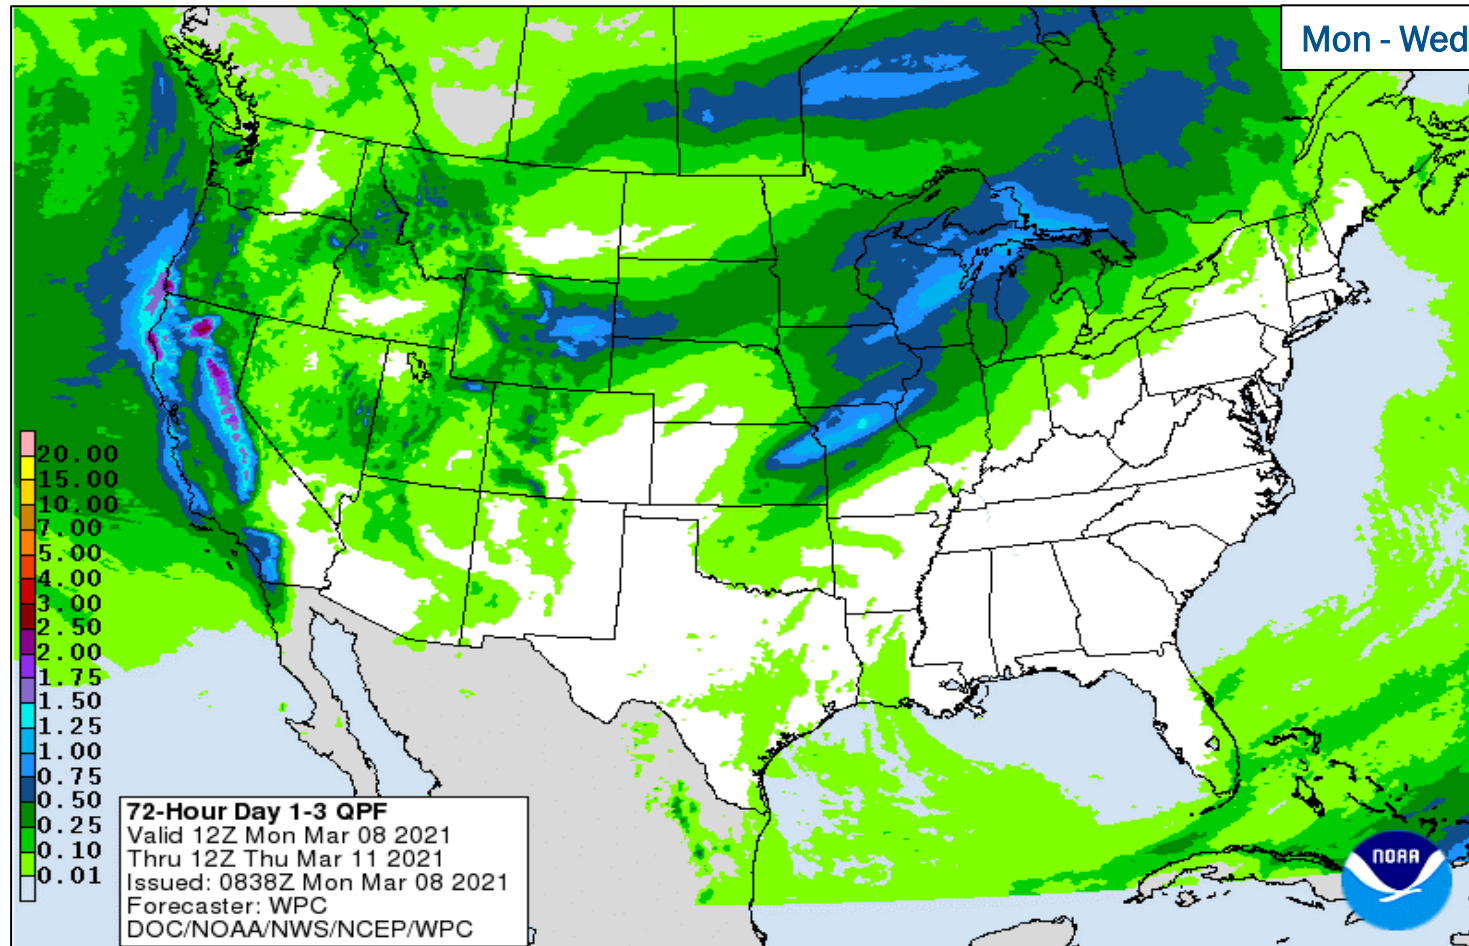 Mon - Wed
20.00
15.00
10.00
7.00
5.00
4.00
3.00
2.50
2.00
1.75
1.50
1.25
1.00
0.75
0.50
0.25
0.10
0.01
72-Hour Day 1-3 QPF
Valid 12Z Mon Mar 08 2021
Thru 12Z Thu Mar 11 2021
Issued: 0838Z Mon Mar 08 2021
Forecaster: WPC
DOC/NOAA/NWS/NCEP/WPC
NOAA